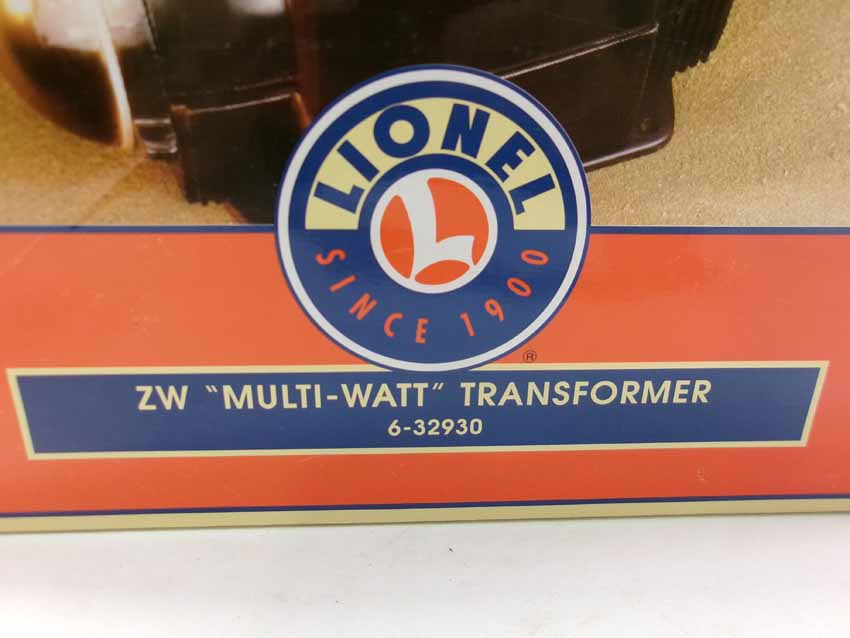 LIONEL
L
SINCE 1900
®
ZW "MULTI-WATT" TRANSFORMER
6-32930